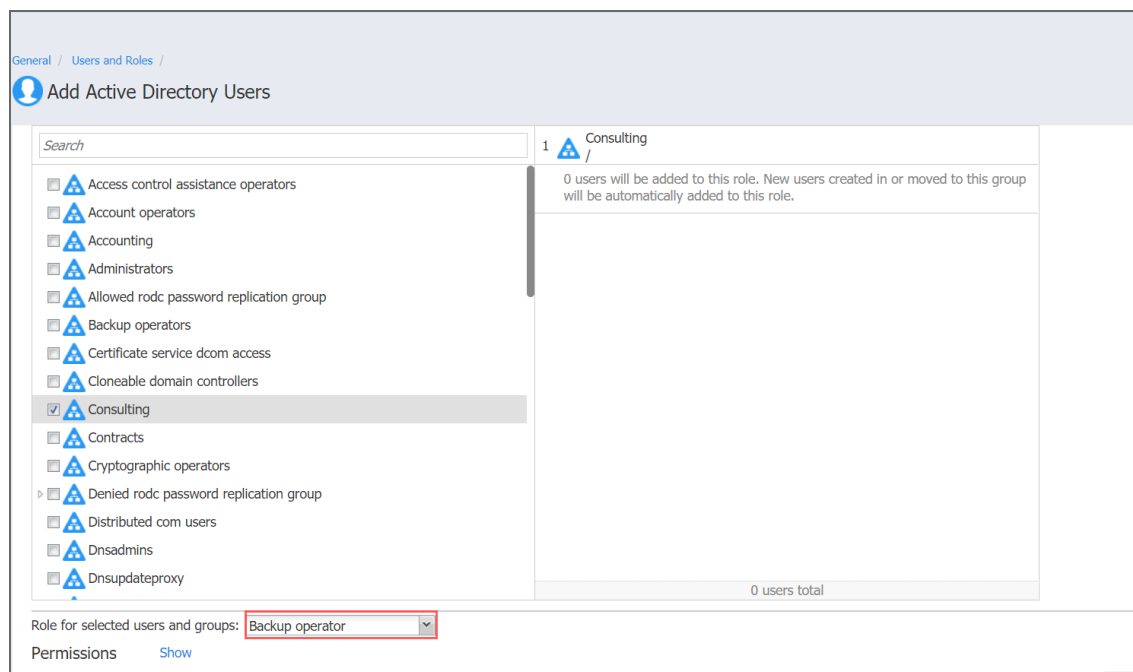 General / Users and Roles /
Add Active Directory Users
Search
Access control assistance operators
Account operators
Accounting
Administrators
Allowed rodc password replication group
Backup operators
Certificate service dcom access
Cloneable domain controllers
Consulting
Contracts
Cryptographic operators
Denied rodc password replication group
Distributed com users
Dnsadmins
Dnsupdateproxy
1 Consulting
/
0 users will be added to this role. New users created in or moved to this group
will be automatically added to this role.
0 users total
Role for selected users and groups: Backup operator
Permissions Show